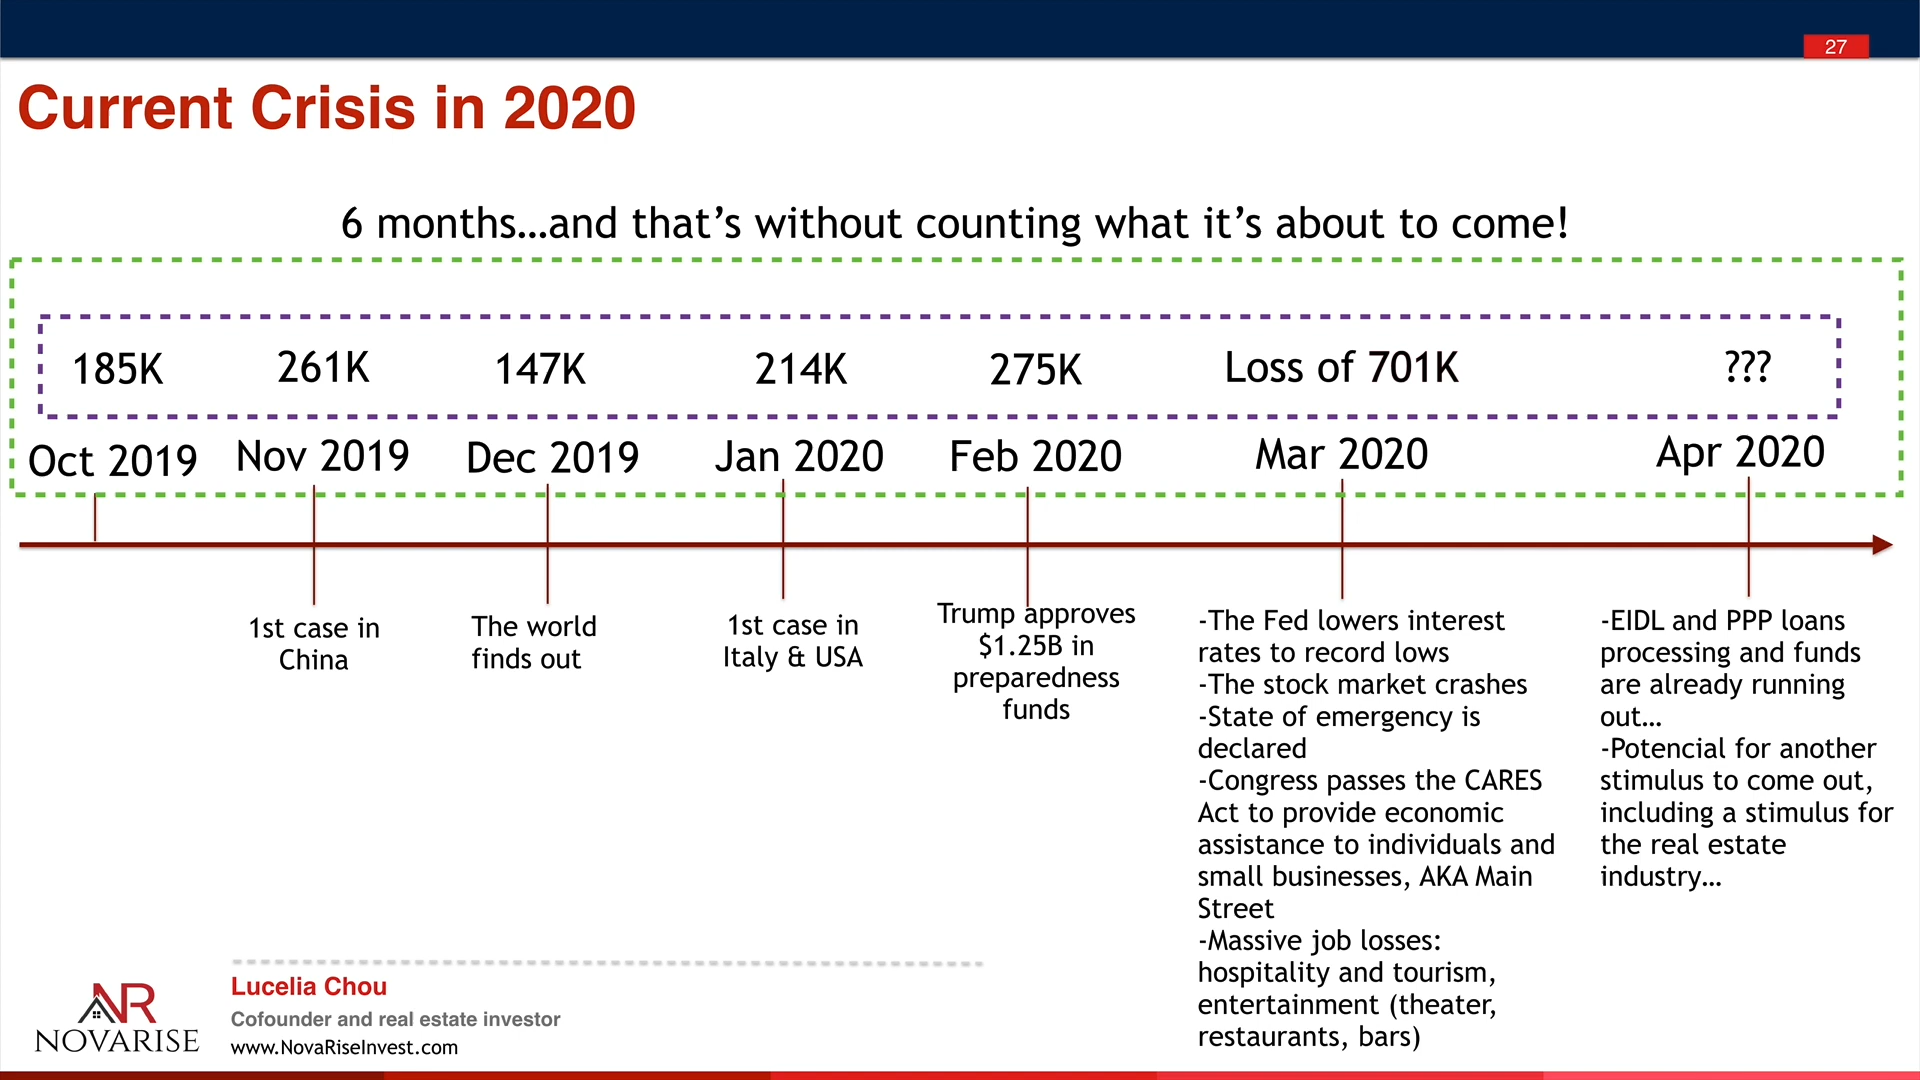 27
Current Crisis in 2020
6 months…and that’s without counting what it’s about to come!
185K
261K
147K
214K
275K
Loss of 701K
???
Oct 2019
Nov 2019
Dec 2019
Jan 2020
Feb 2020
Mar 2020
Apr 2020
1st case in
China
The world
finds out
1st case in
Italy & USA
Trump approves
$1.25B in
preparedness
funds
-The Fed lowers interest
rates to record lows
-The stock market crashes
-State of emergency is
declared
-Congress passes the CARES
Act to provide economic
assistance to individuals and
small businesses, AKA Main
Street
-Massive job losses:
hospitality and tourism,
entertainment (theater,
restaurants, bars)
-EIDL and PPP loans
processing and funds
are already running
out…
-Potencial for another
stimulus to come out,
including a stimulus for
the real estate
industry…
NR
NOVARISE
Lucelia Chou
Cofounder and real estate investor
www.NovaRiseInvest.com